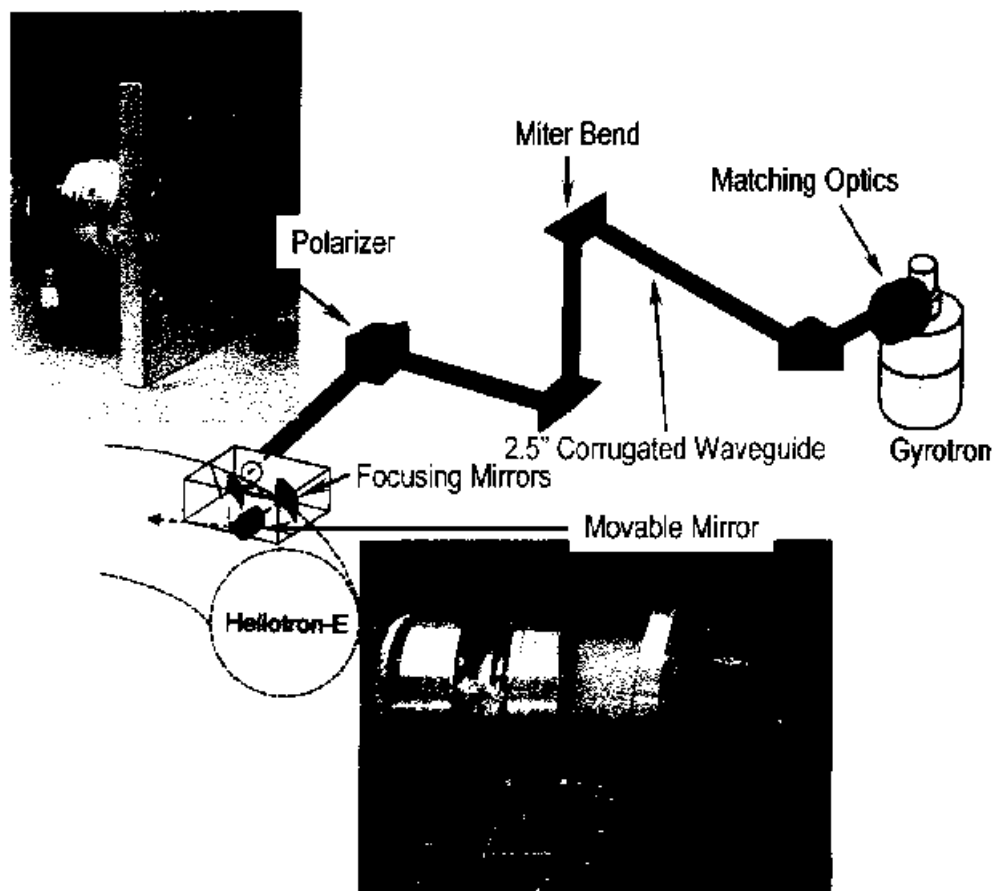 Miter Bend
Matching Optics
Polarizer
2.5" Corrugated Waveguide
Gyrotron
Focusing Mirrors
Movable Mirror
Heliotron-E